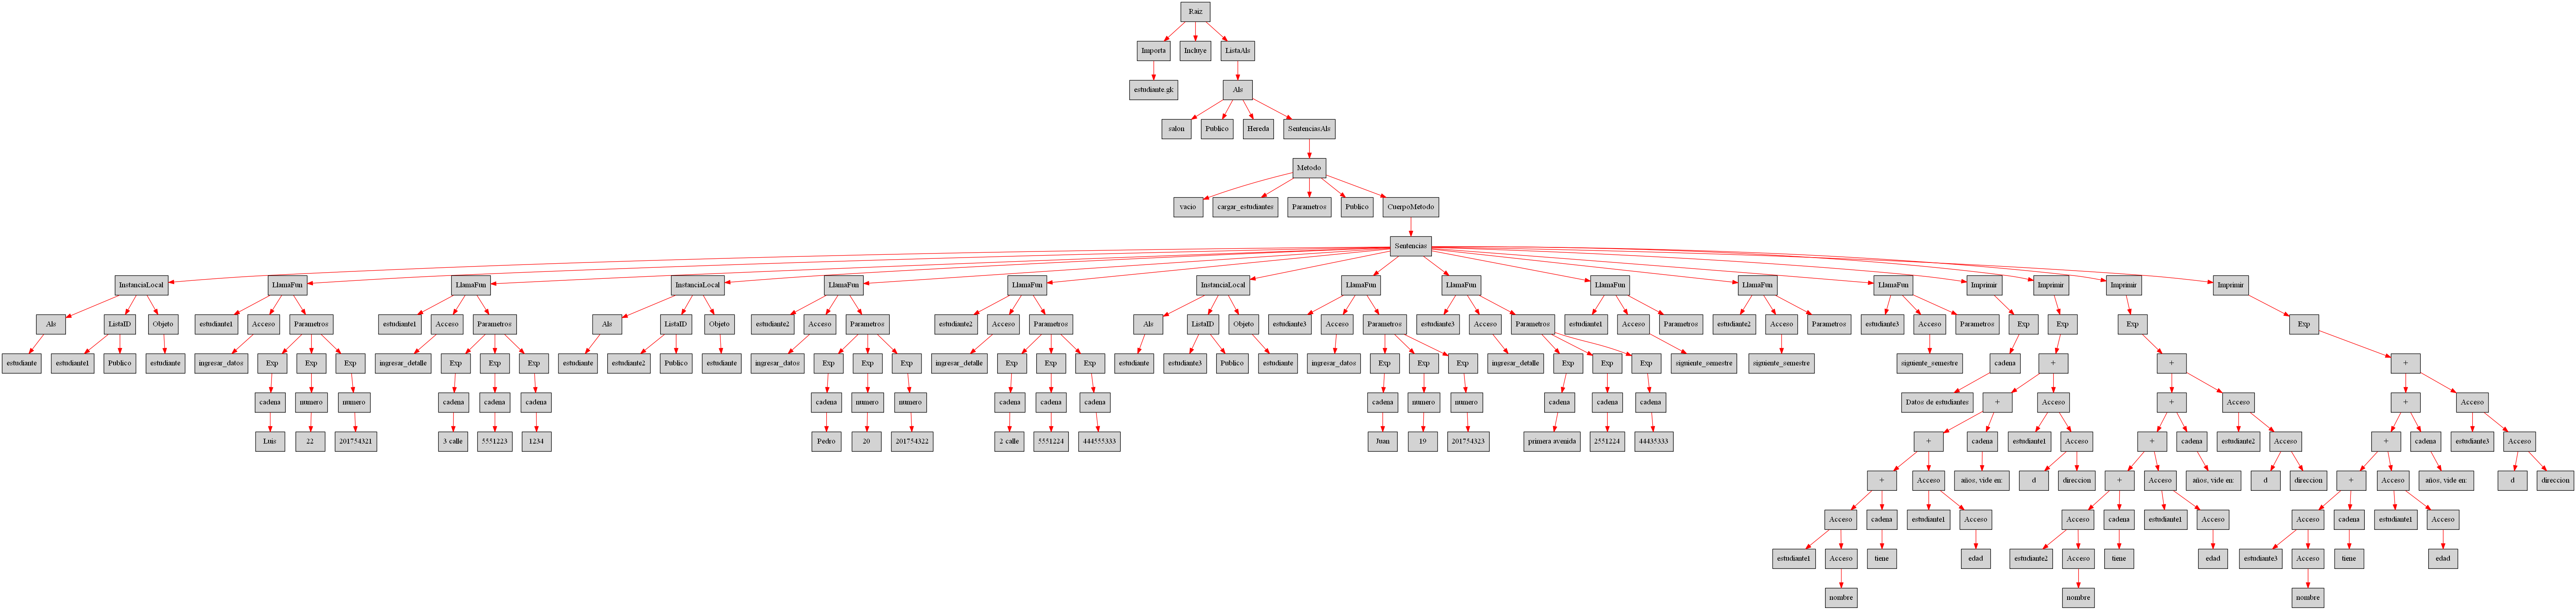 Raiz
Importa Incluye ListaAls
estudiante.gk Als
salon Publico Hereda SentenciasAls
Metodo
vacio cargar_estudiantes Parametros Publico CuerpoMetodo
Sentencias
InstanciaLocal LlamaFun LlamaFun InstanciaLocal LlamaFun LlamaFun InstanciaLocal LlamaFun LlamaFun LlamaFun LlamaFun LlamaFun Imprimir Imprimir Imprimir Imprimir
Als ListaID Objeto estudiante1 Acceso Parametros estudiante1 Acceso Parametros Als ListaID Objeto estudiante2 Acceso Parametros estudiante2 Acceso Parametros Als ListaID Objeto estudiante3 Acceso Parametros estudiante3 Acceso Parametros estudiante1 Acceso Parametros estudiante2 Acceso Parametros estudiante3 Acceso Parametros Exp Exp Exp Exp
estudiante estudiante1 Publico estudiante ingresar_datos Exp Exp Exp ingresar_detalle Exp Exp Exp estudiante estudiante2 Publico estudiante ingresar_datos Exp Exp Exp ingresar_detalle Exp Exp Exp estudiante estudiante3 Publico estudiante ingresar_datos Exp Exp Exp ingresar_detalle Exp Exp Exp siguiente_semestre siguiente_semestre siguiente_semestre cadena + + +
cadena numero numero cadena cadena cadena cadena numero numero cadena cadena cadena cadena numero numero cadena cadena cadena Datos de estudiantes + Acceso + Acceso + Acceso
Luis 22 201754321 3 calle 5551223 1234 Pedro 20 201754322 2 calle 5551224 444555333 Juan 19 201754323 primera avenida 2551224 44435333 + cadena estudiante1 Acceso + cadena estudiante2 Acceso + cadena estudiante3 Acceso
+ Acceso años, vide en: d direccion + Acceso años, vide en: d direccion + Acceso años, vide en: d direccion
Acceso cadena estudiante1 Acceso Acceso cadena estudiante1 Acceso Acceso cadena estudiante1 Acceso
estudiante1 Acceso tiene edad estudiante2 Acceso tiene edad estudiante3 Acceso tiene edad
nombre nombre nombre